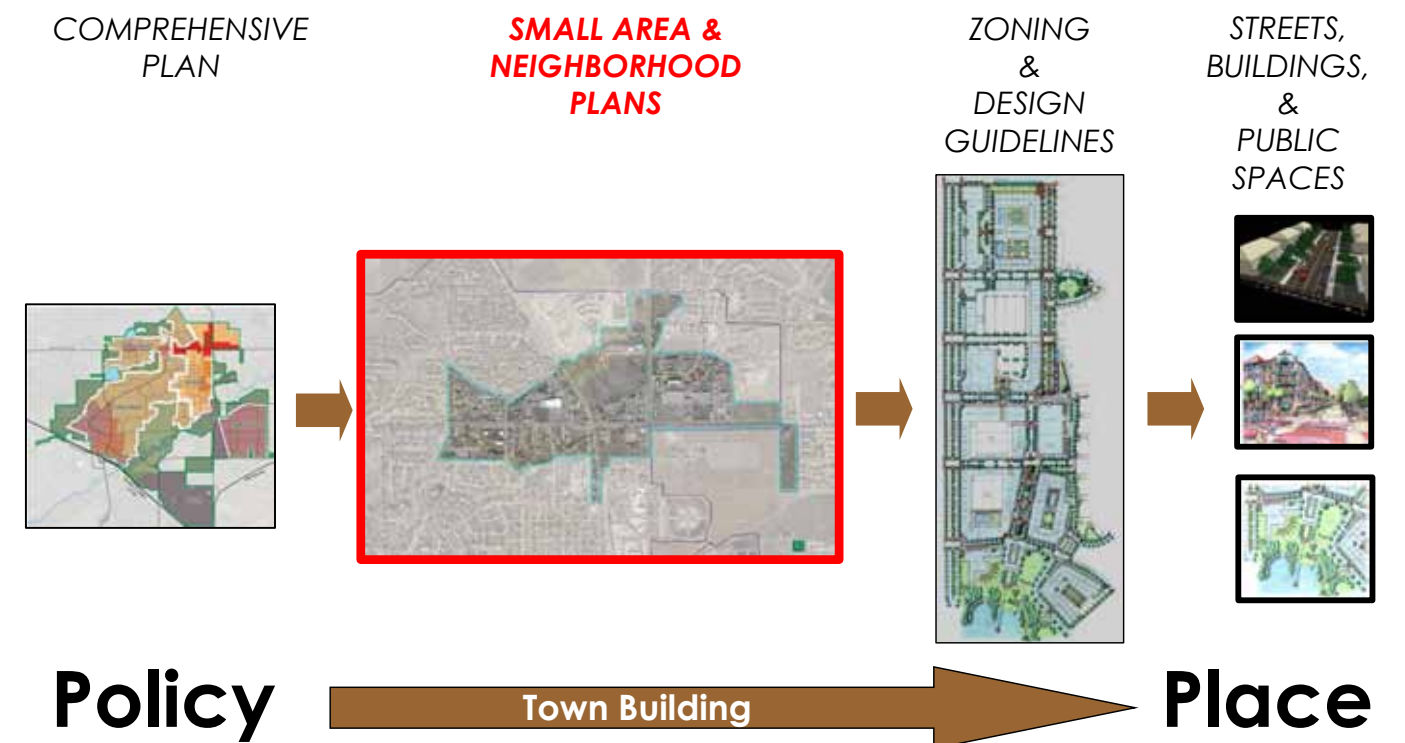 COMPREHENSIVE
PLAN
SMALL AREA &
NEIGHBORHOOD
PLANS
ZONING
&
DESIGN
GUIDELINES
STREETS,
BUILDINGS,
&
PUBLIC
SPACES
Policy
Town Building
Place